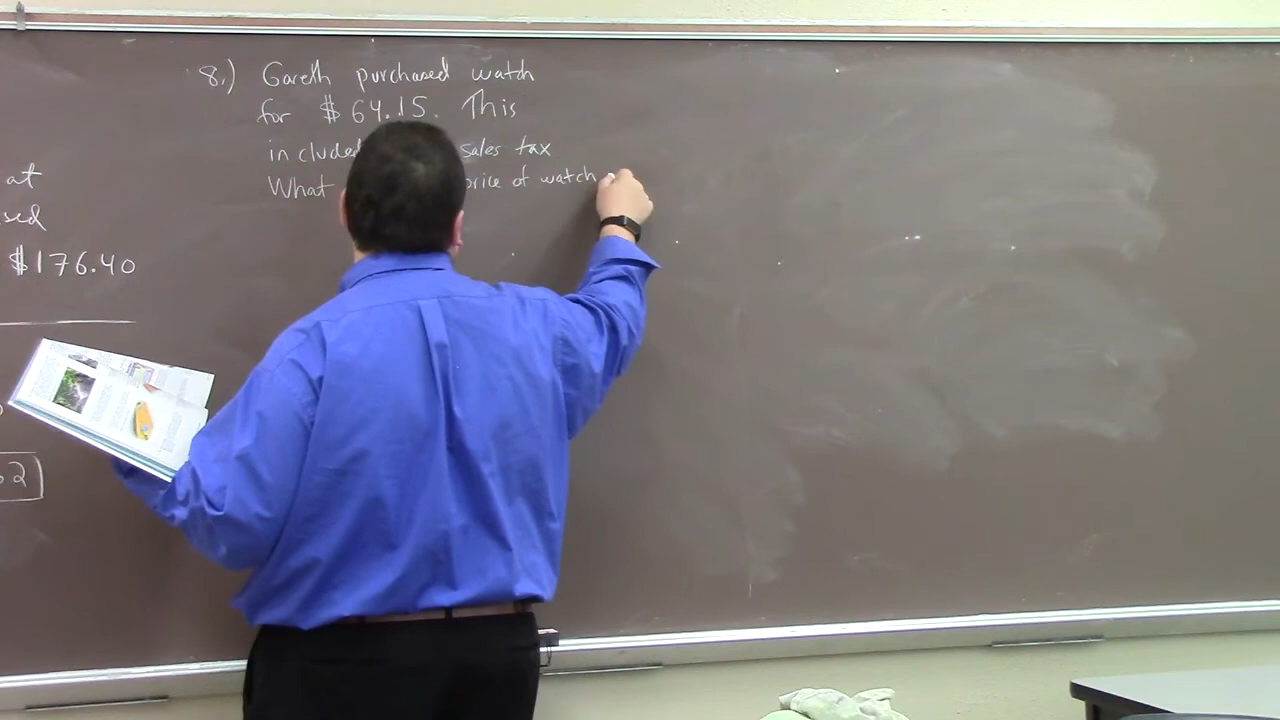 8.) Gareth purchased watch
for $64.15. This
included sales tax
What price of watch
at
sed
$176.40
52